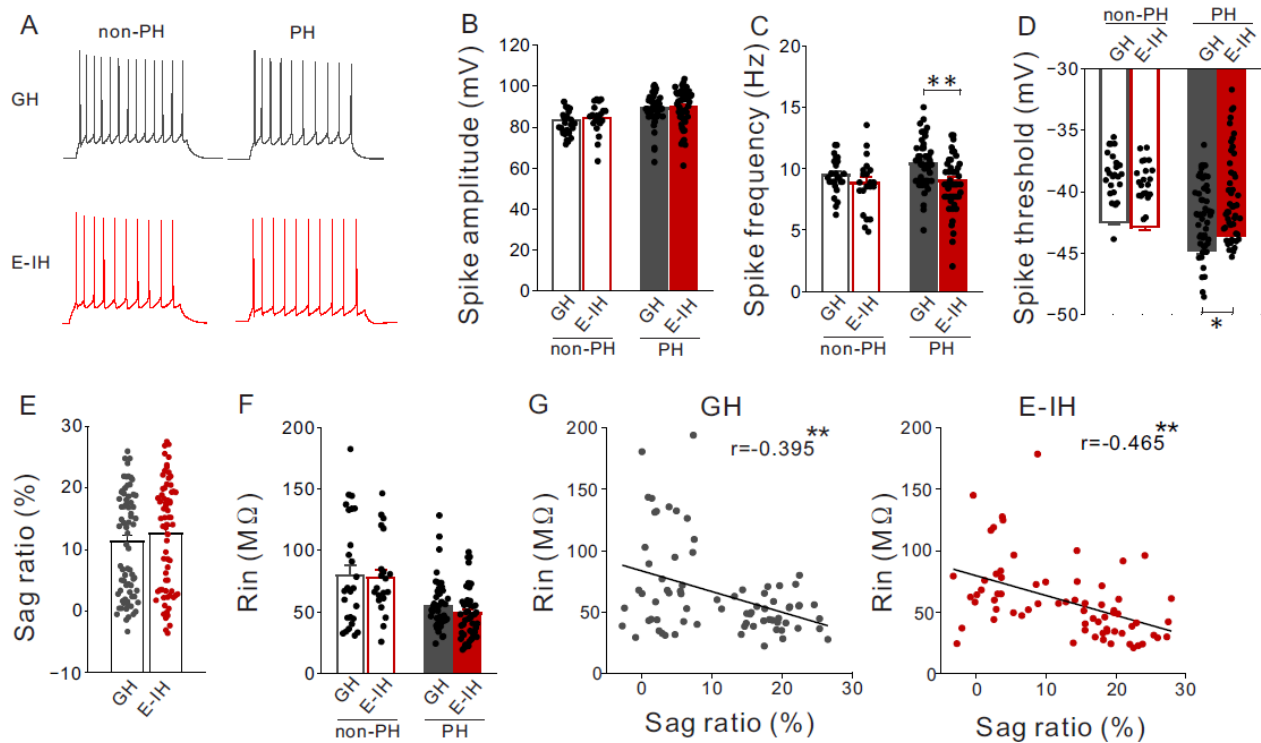 A
non-PH
PH
GH
E-IH
B
Spike amplitude (mV)
120
100
80
60
40
20
0
GH
E-IH
GH
E-IH
non-PH
PH
C
Spike frequency (Hz)
20
15
10
5
0
**
GH
E-IH
GH
E-IH
non-PH
PH
D
non-PH
PH
GH
E-IH
GH
E-IH
Spike threshold (mV)
−30
−35
−40
−45
−50
*
E
Sag ratio (%)
30
20
10
0
−10
GH
E-IH
F
Rin (MΩ)
200
150
100
50
0
GH
E-IH
GH
E-IH
non-PH
PH
G
GH
r=-0.395**
Rin (MΩ)
200
150
100
50
0
0
10
20
30
Sag ratio (%)
E-IH
r=-0.465**
Rin (MΩ)
200
150
100
50
0
0
10
20
30
Sag ratio (%)